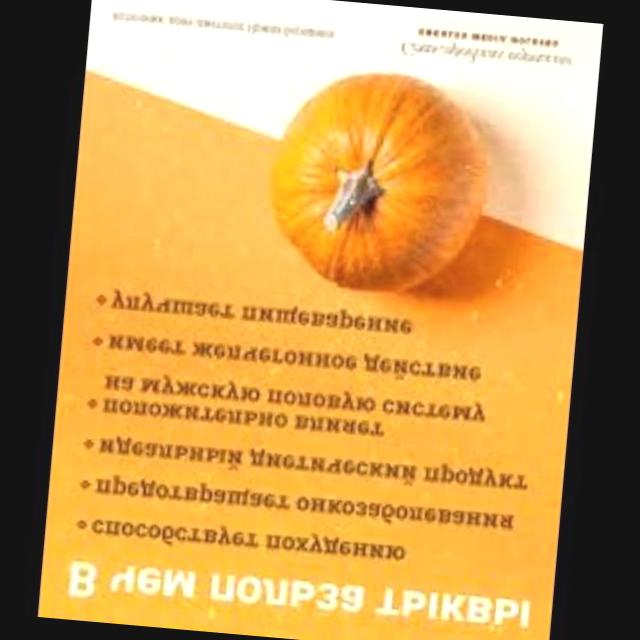 В чем польза тыквы
• способствует похудению
• предотвращает онкозаболевания
• идеальный диетический продукт
• положительно влияет
на мужскую половую систему
• имеет желчегонное действие
• улучшает пищеварение